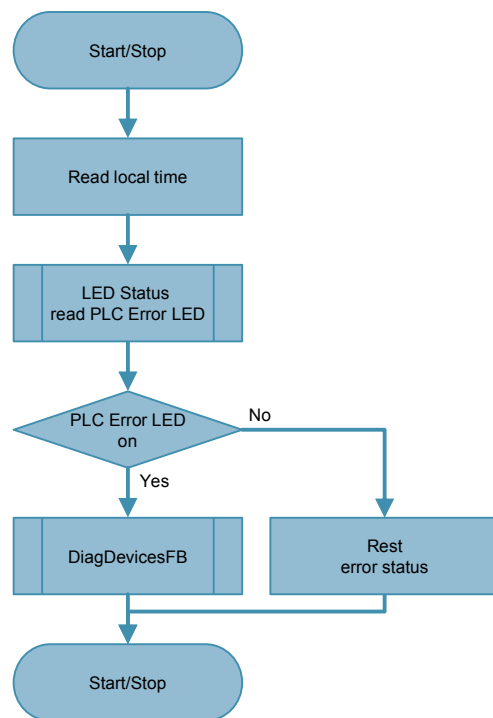 Start/Stop
Read local time
LED Status
read PLC Error LED
PLC Error LED
on
No
Yes
DiagDevicesFB
Rest
error status
Start/Stop